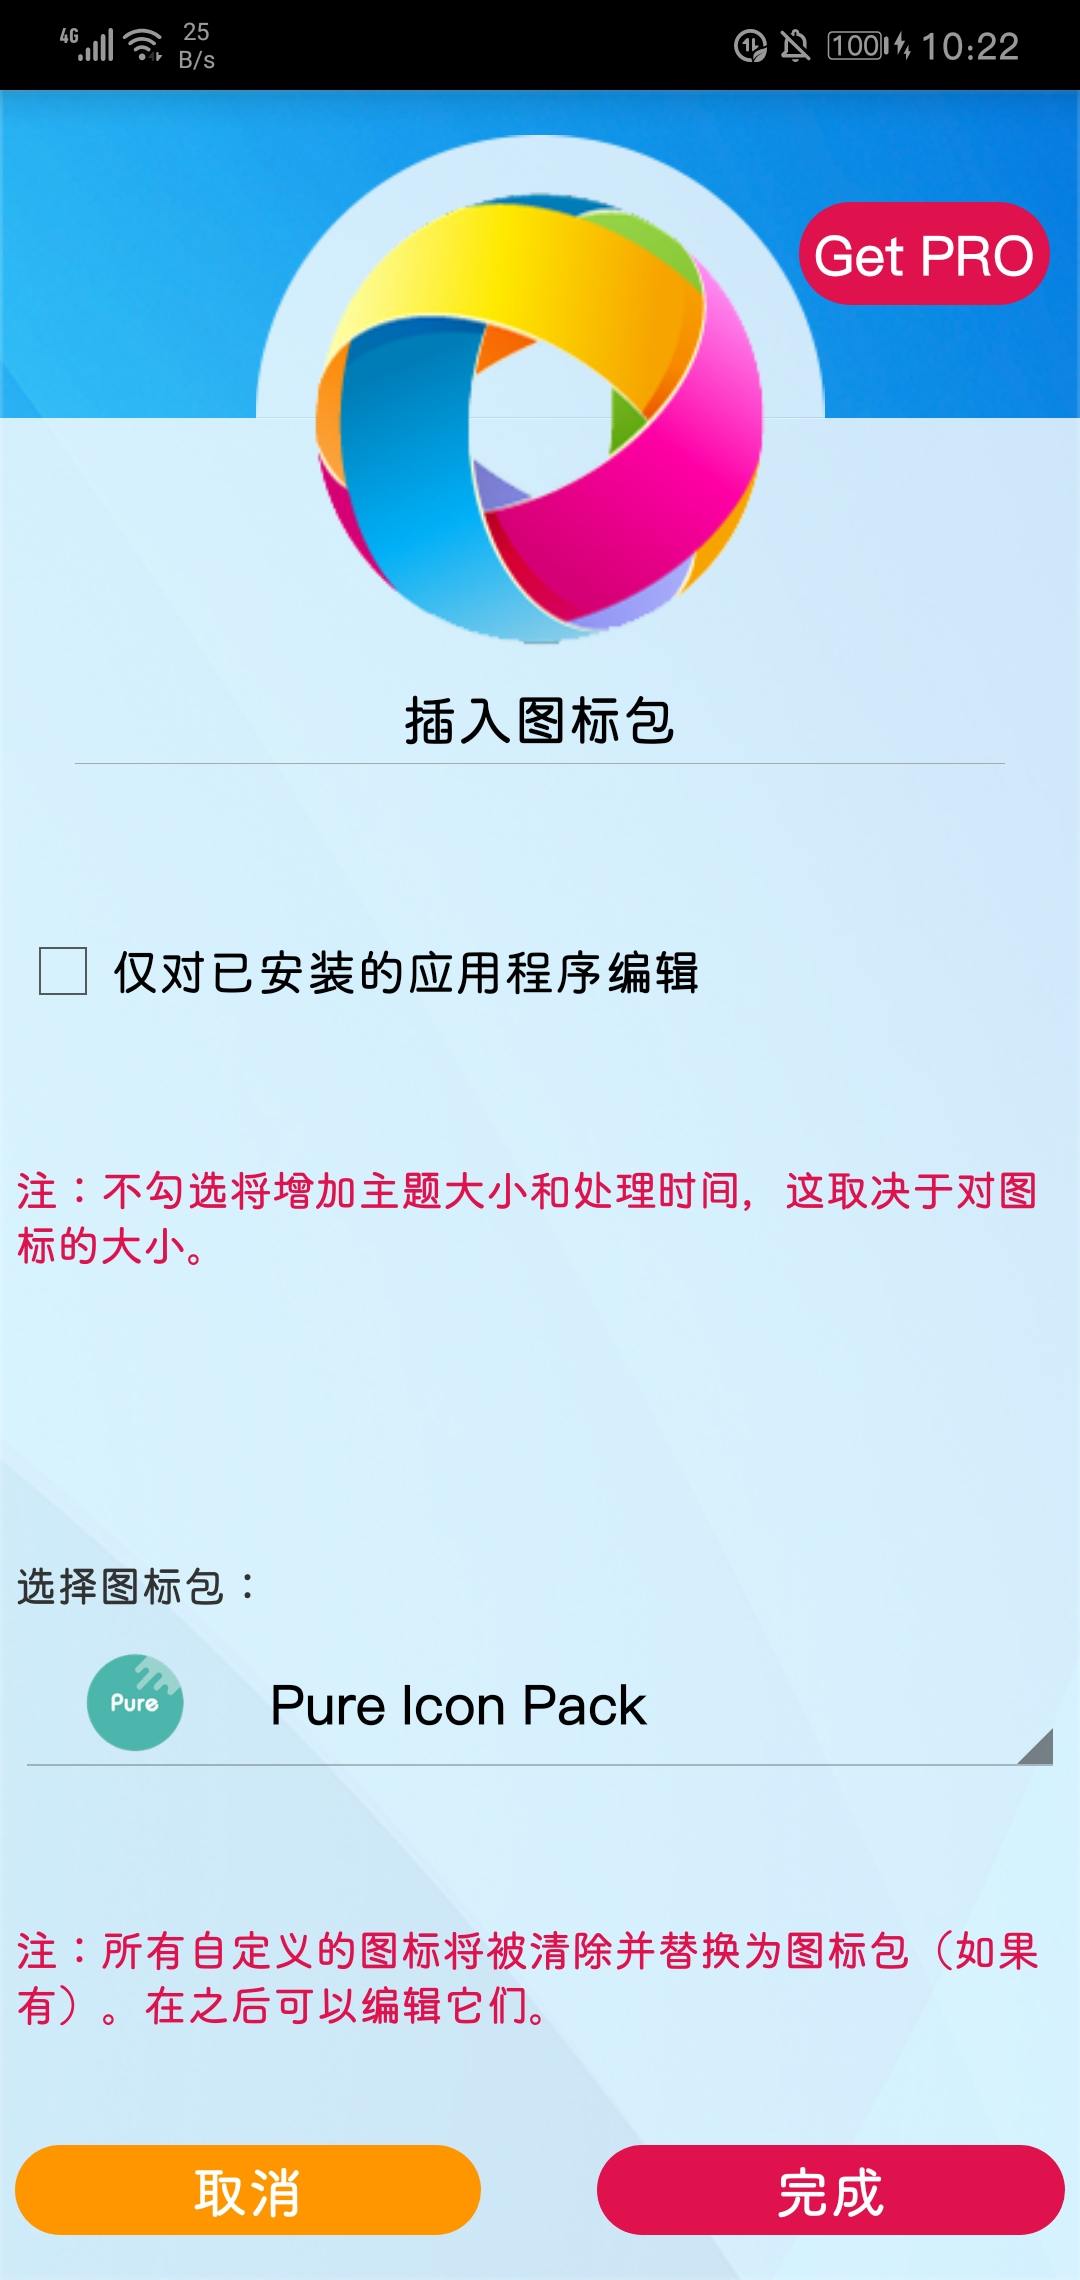 4G 25 B/s 100 10:22
Get PRO
插入图标包
仅对已安装的应用程序编辑
注：不勾选将增加主题大小和处理时间，这取决于对图
标的大小。
选择图标包：
Pure Pure Icon Pack
注：所有自定义的图标将被清除并替换为图标包（如果
有）。在之后可以编辑它们。
取消 完成